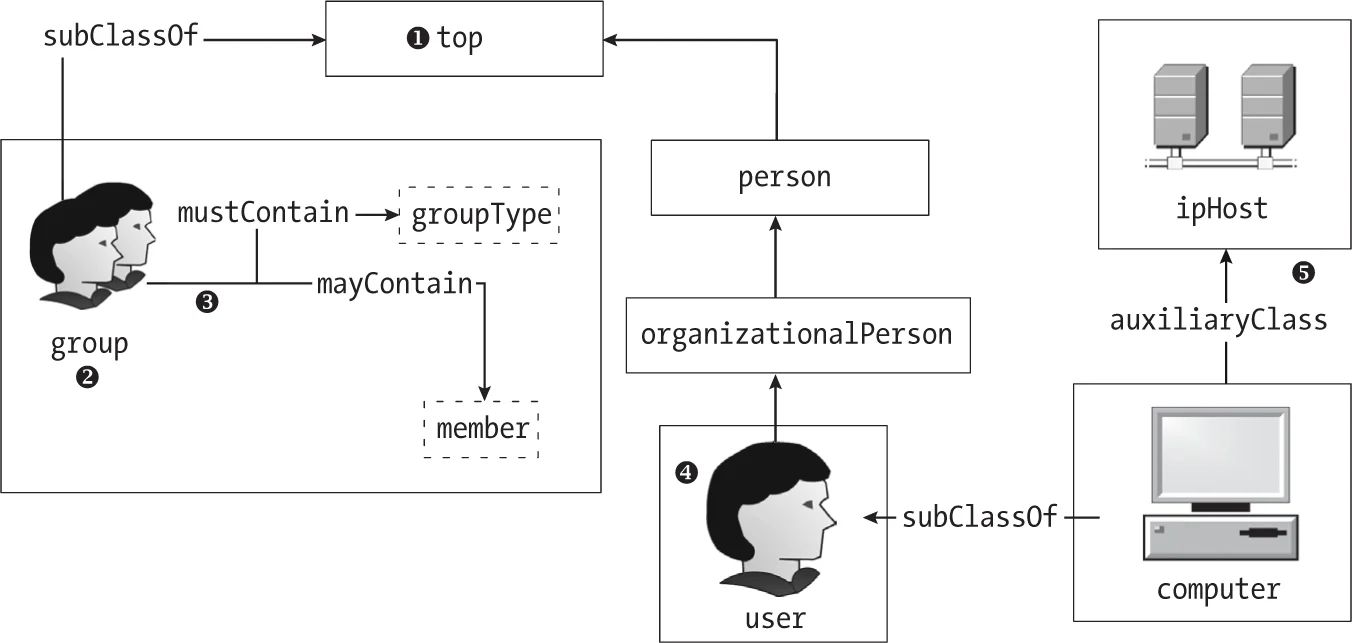 subClassOf
❶ top
mustContain
groupType
mayContain
❸
group
❷
member
person
organizationalPerson
❹
user
subClassOf
ipHost
❺
auxiliaryClass
computer